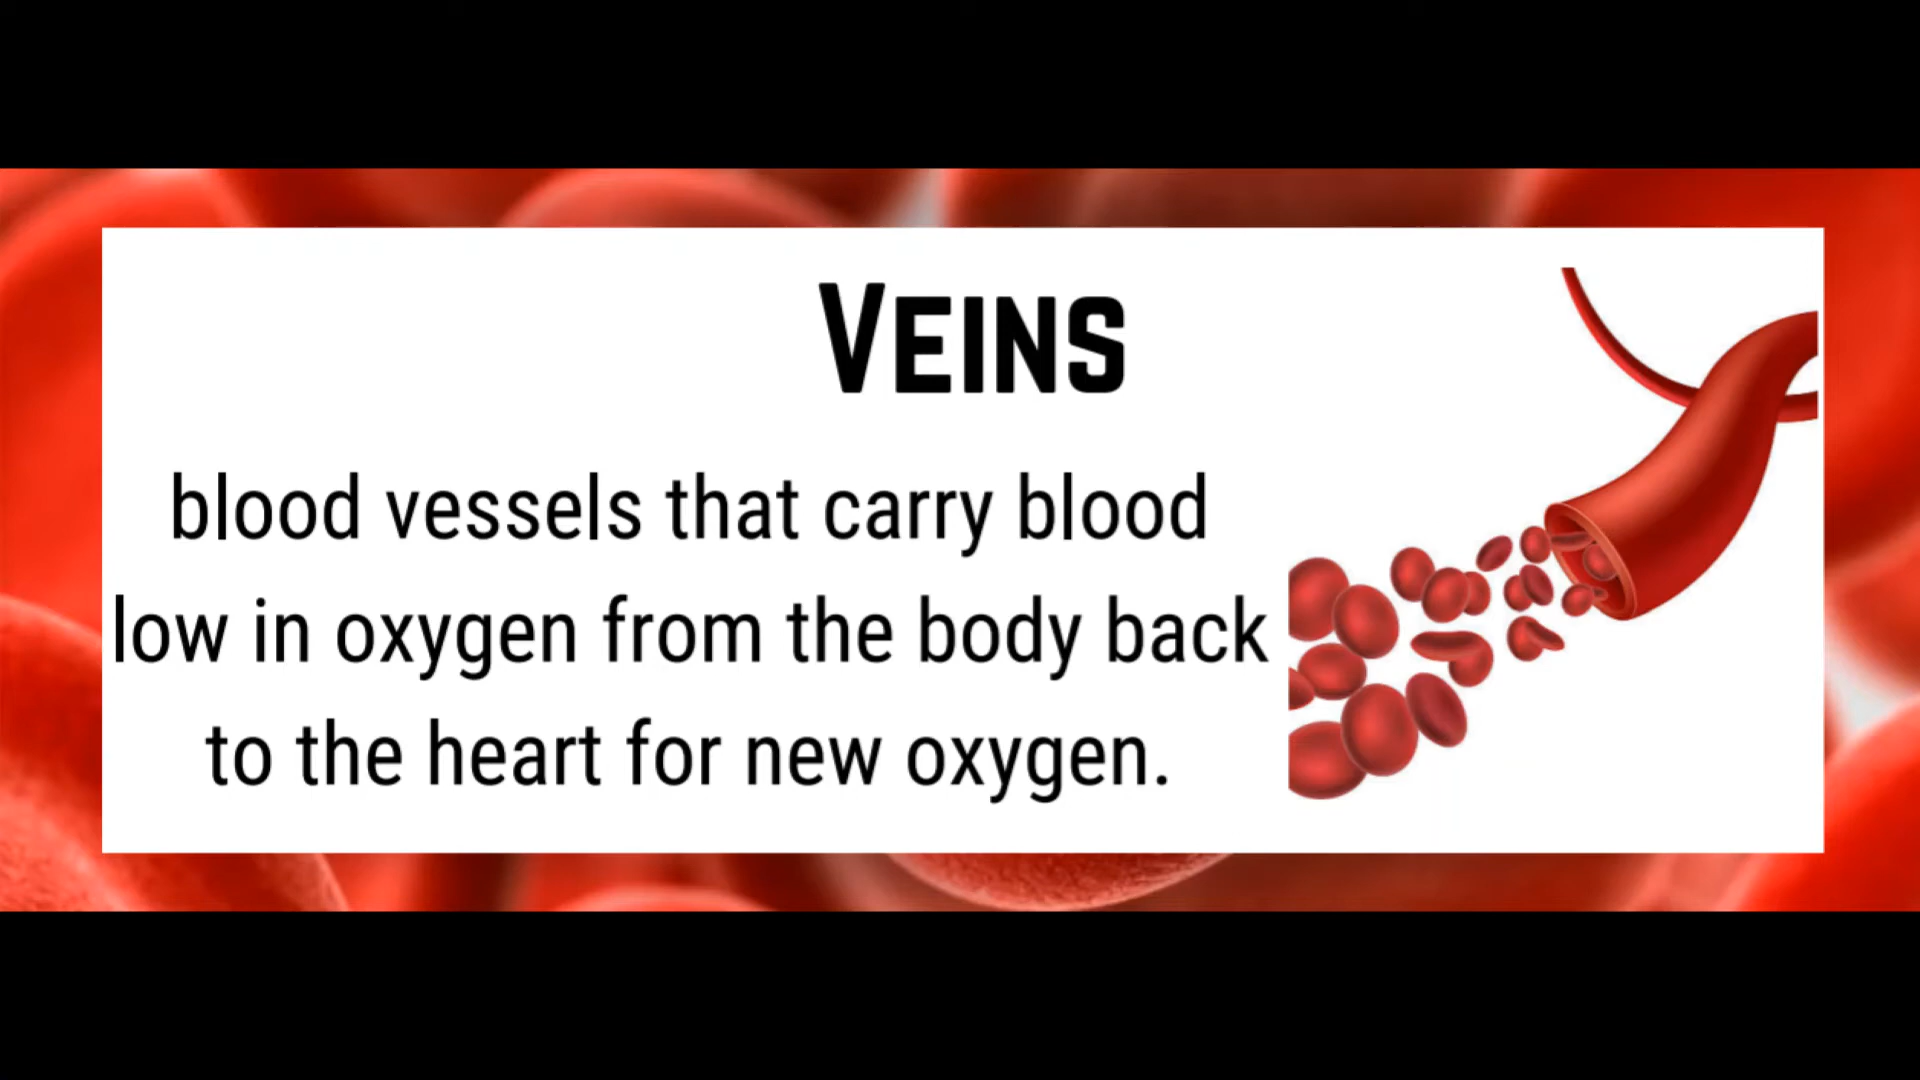 VEINS
blood vessels that carry blood
low in oxygen from the body back
to the heart for new oxygen.